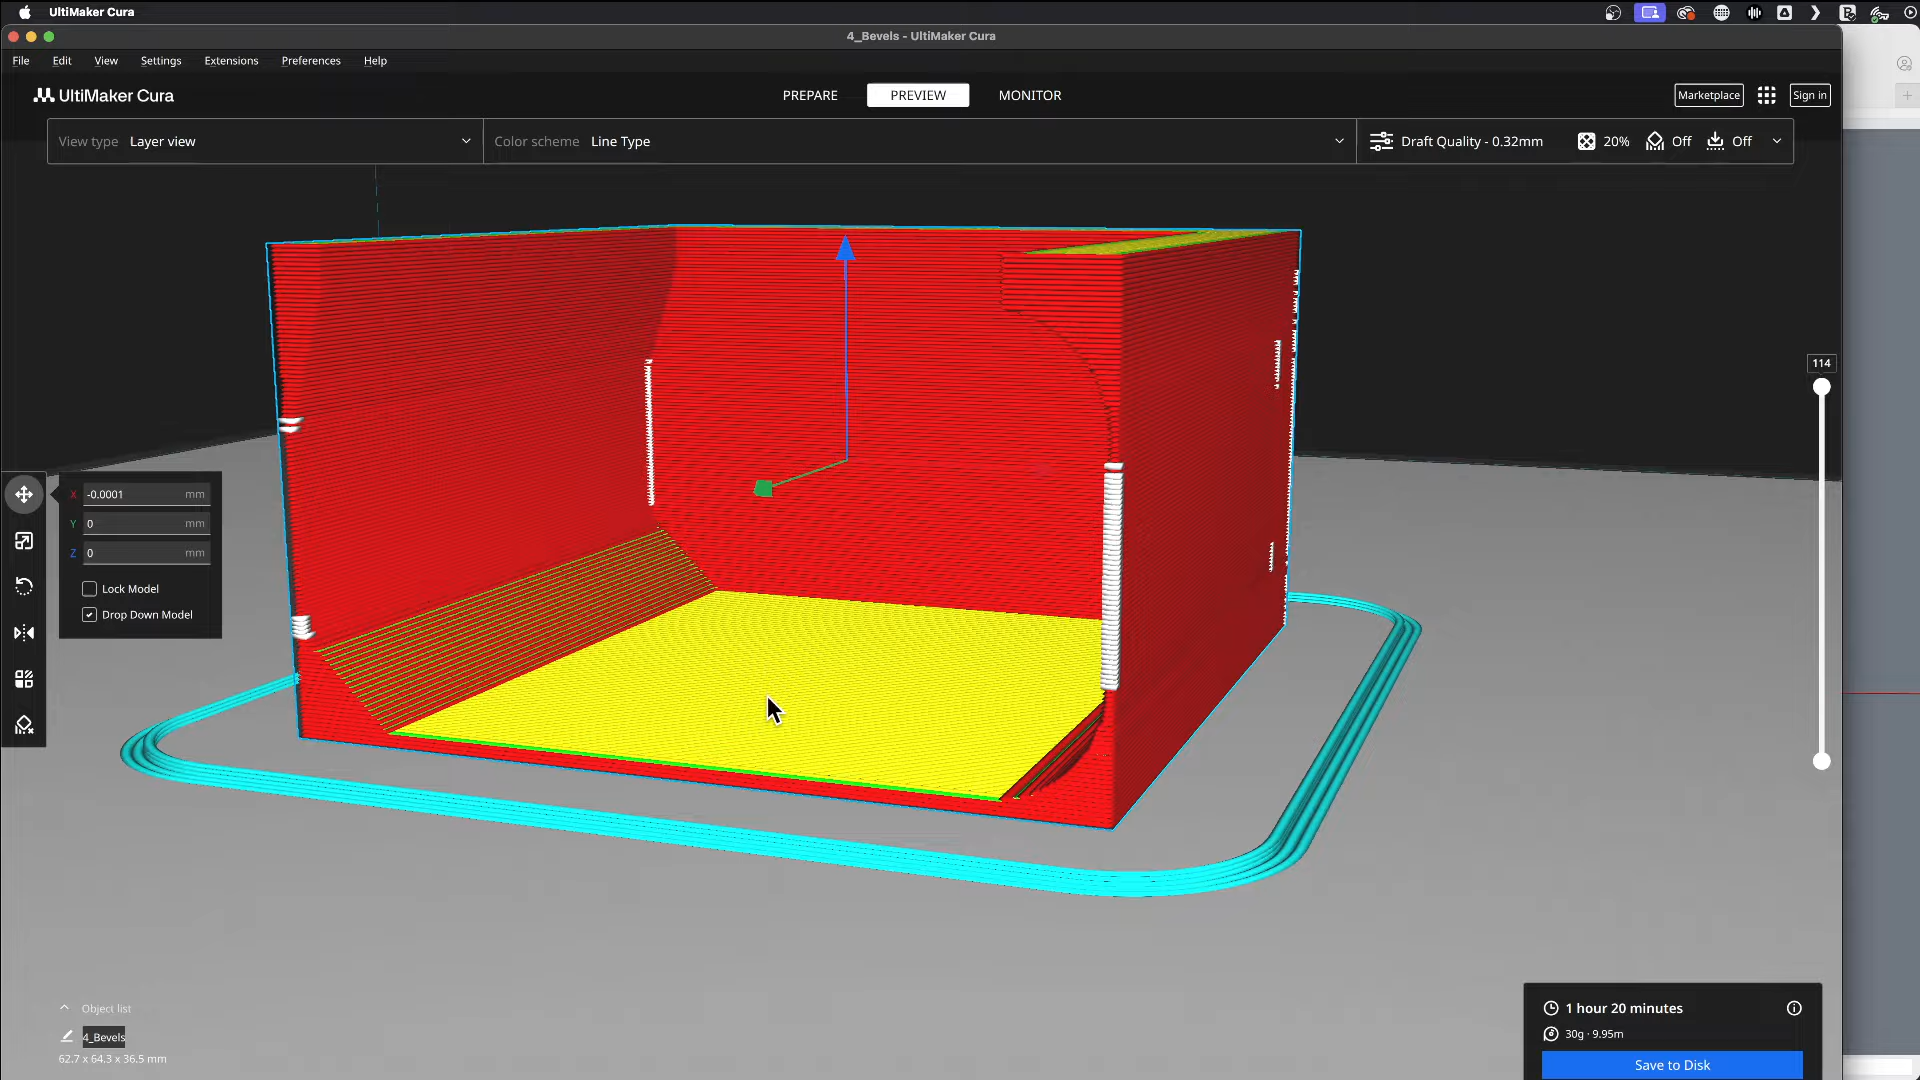 UltiMaker Cura
4_Bevels - UltiMaker Cura
File Edit View Settings Extensions Preferences Help
UltiMaker Cura PREPARE PREVIEW MONITOR Marketplace Sign in
View type Layer view Color scheme Line Type Draft Quality - 0.32mm 20% Off Off
114
X -0.0001 mm
Y 0 mm
Z 0 mm
Lock Model
Drop Down Model
Object list
4_Bevels
62.7 x 64.3 x 36.5 mm
1 hour 20 minutes
30g · 9.95m
Save to Disk